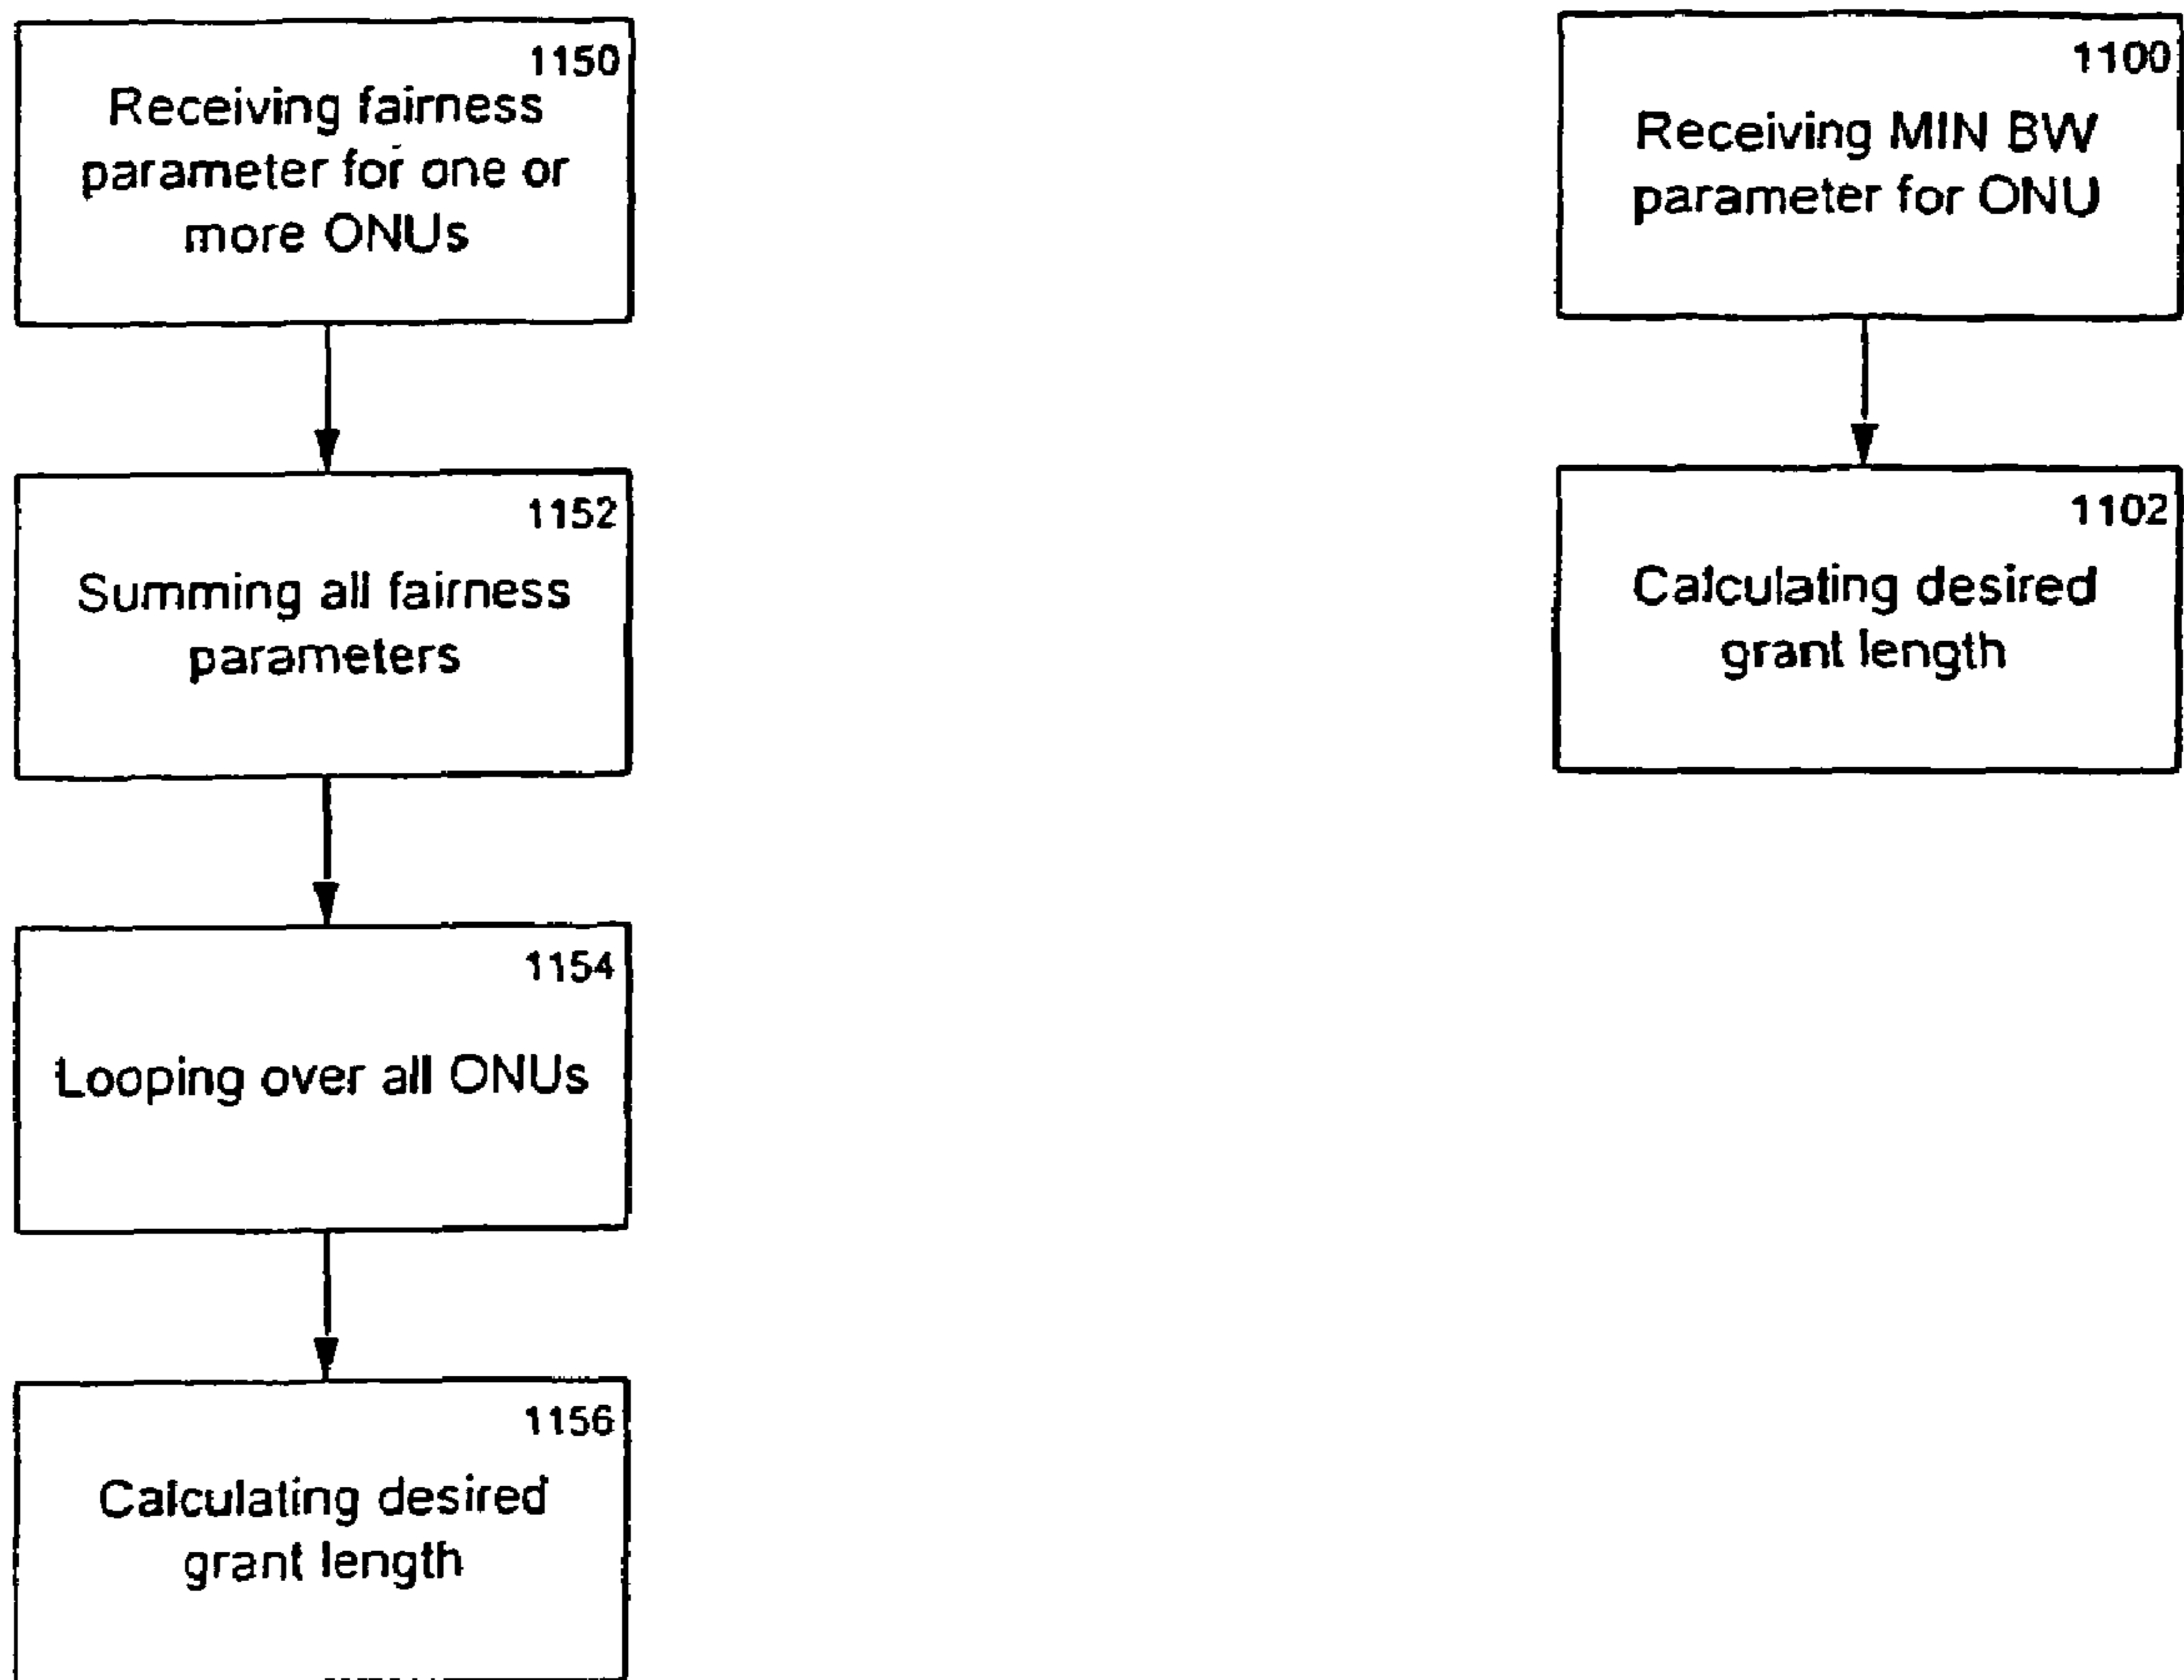 1150
Receiving fairness
parameter for one or
more ONUs
1152
Summing all fairness
parameters
1154
Looping over all ONUs
1156
Calculating desired
grant length
1100
Receiving MIN BW
parameter for ONU
1102
Calculating desired
grant length